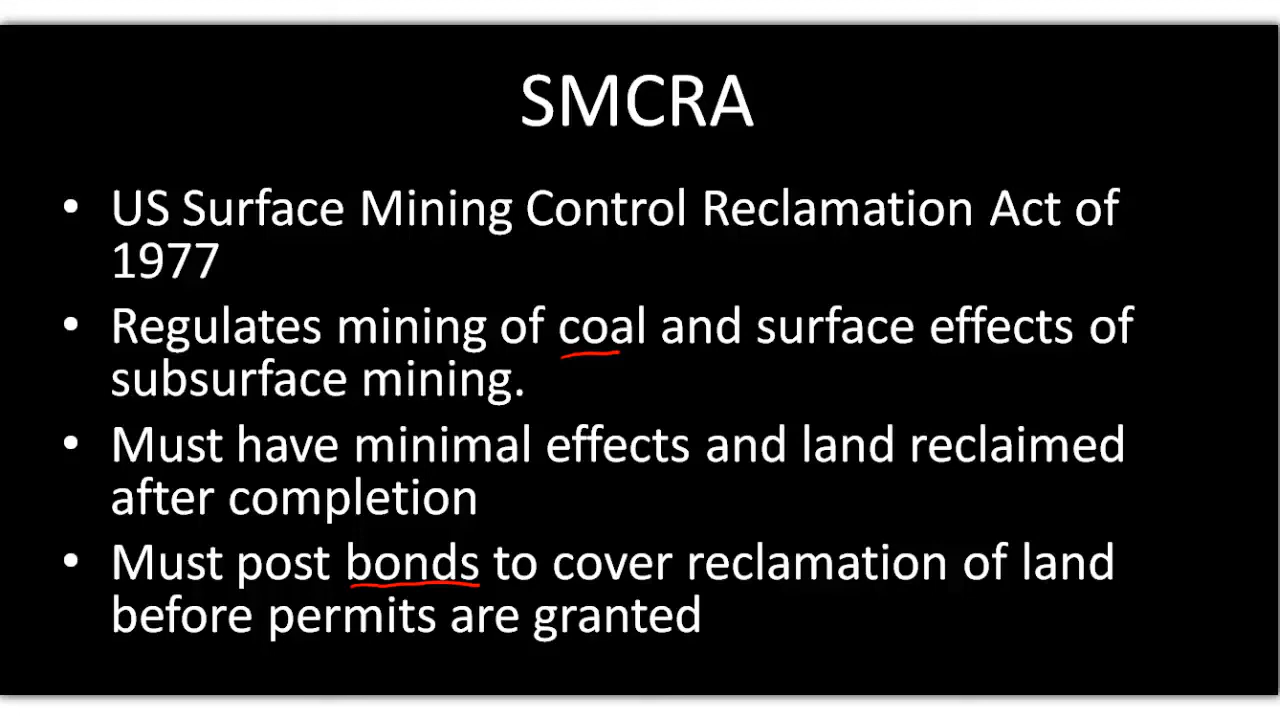 SMCRA
• US Surface Mining Control Reclamation Act of
1977
• Regulates mining of coal and surface effects of
subsurface mining.
• Must have minimal effects and land reclaimed
after completion
• Must post bonds to cover reclamation of land
before permits are granted